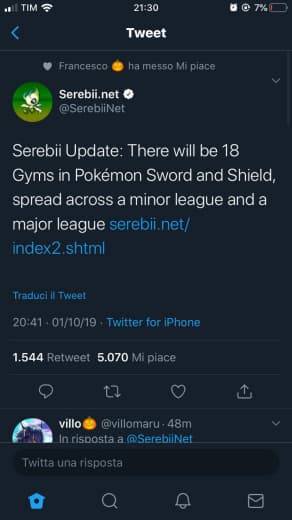 TIM 21:30 7%
Tweet
Francesco 🎃 ha messo Mi piace
Serebii.net
@SerebiiNet
Serebii Update: There will be 18
Gyms in Pokémon Sword and Shield,
spread across a minor league and a
major league serebii.net/
index2.shtml
Traduci il Tweet
20:41 · 01/10/19 · Twitter for iPhone
1.544 Retweet 5.070 Mi piace
villo🎃 @villomaru · 48m
In risposta a @SerebiiNet
Twitta una risposta